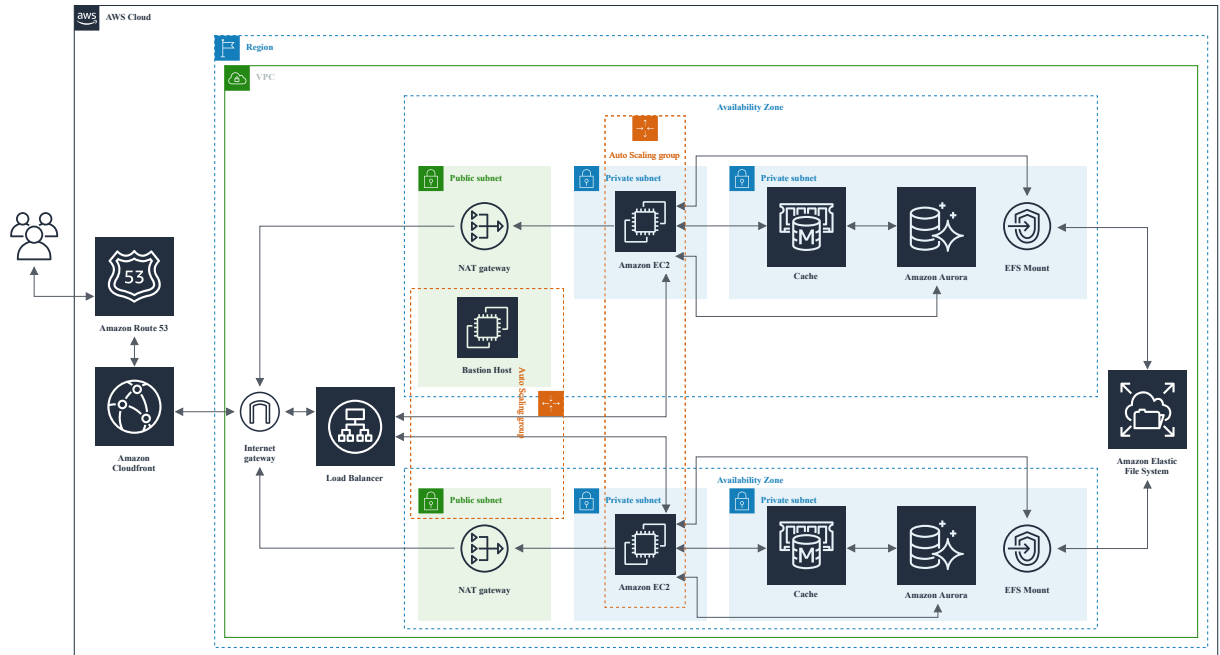 aws
AWS Cloud
Region
VPC
Availability Zone
Auto Scaling group
Public subnet
Private subnet
Private subnet
NAT gateway
Amazon EC2
M
Cache
Amazon Aurora
EFS Mount
53
Amazon Route 53
Bastion Host
Auto Scaling group
Amazon
Cloudfront
Internet
gateway
Load Balancer
Amazon Elastic
File System
Availability Zone
Public subnet
Private subnet
Private subnet
NAT gateway
Amazon EC2
M
Cache
Amazon Aurora
EFS Mount